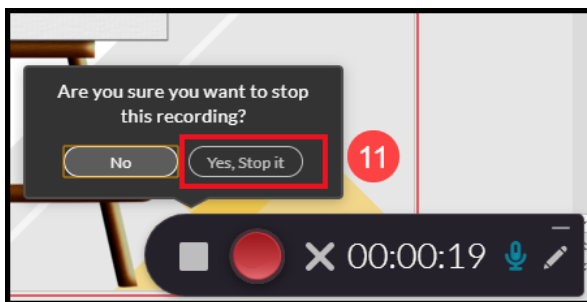 Are you sure you want to stop
this recording?
No
Yes, Stop it
11
00:00:19